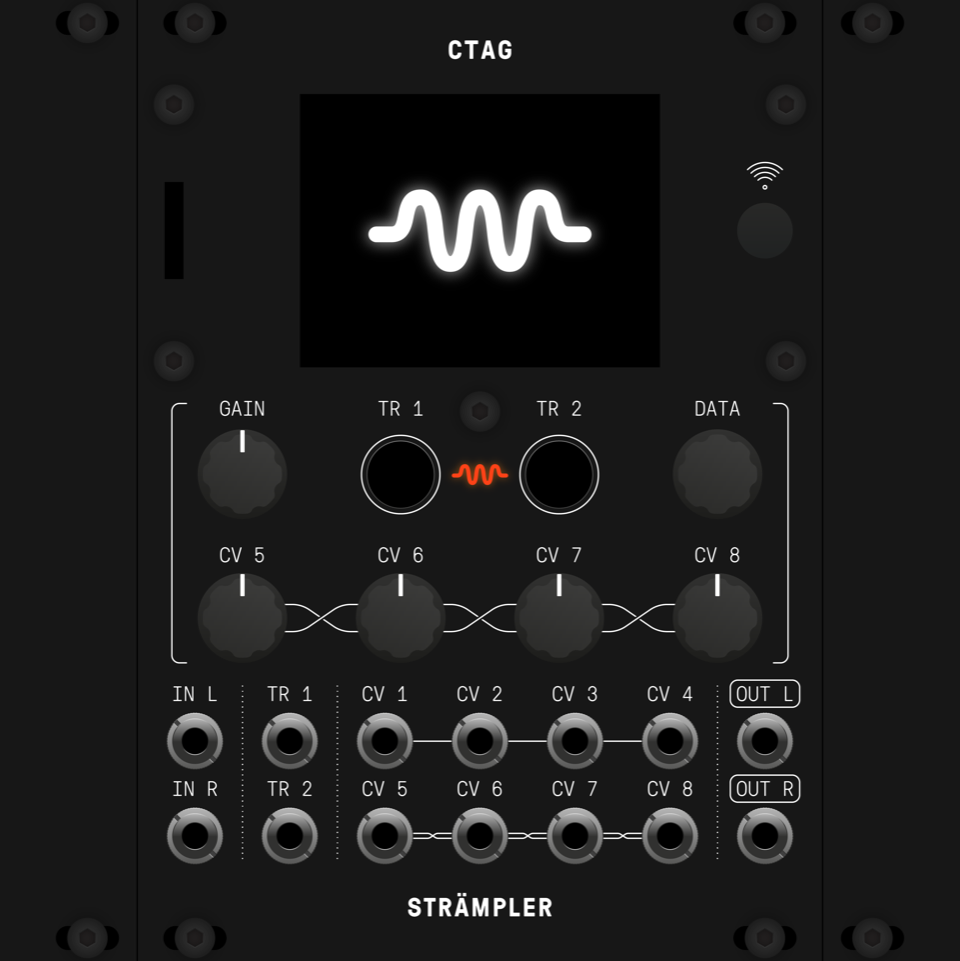 CTAG
GAIN TR 1 TR 2 DATA
CV 5 CV 6 CV 7 CV 8
IN L TR 1 CV 1 CV 2 CV 3 CV 4 OUT L
IN R TR 2 CV 5 CV 6 CV 7 CV 8 OUT R
STRÄMPLER